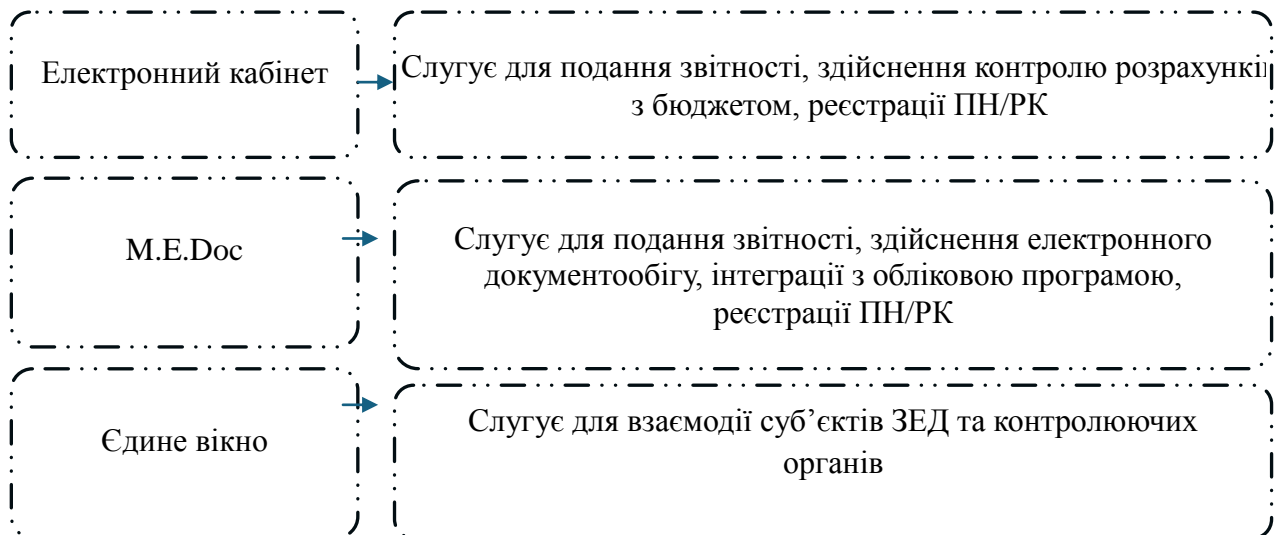 Електронний кабінет
Слугує для подання звітності, здійснення контролю розрахунків
з бюджетом, реєстрації ПН/РК
M.E.Doc
Слугує для подання звітності, здійснення електронного
документообігу, інтеграції з обліковою програмою,
реєстрації ПН/РК
Єдине вікно
Слугує для взаємодії суб’єктів ЗЕД та контролюючих
органів